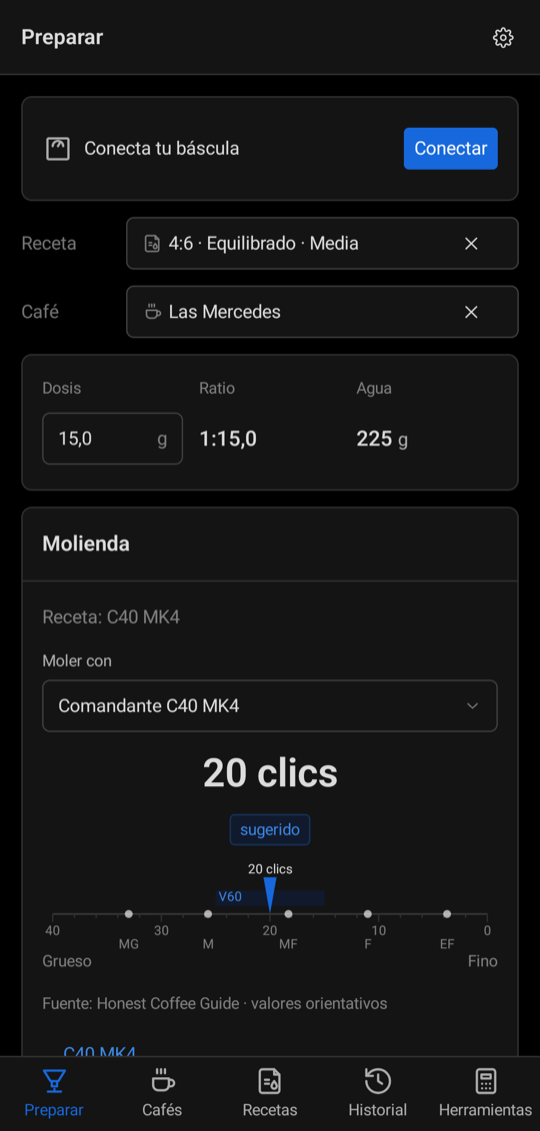 Preparar
Conecta tu báscula
Conectar
Receta
4:6 · Equilibrado · Media
Café
Las Mercedes
Dosis
Ratio
Agua
15,0 g
1:15,0
225 g
Molienda
Receta: C40 MK4
Moler con
Comandante C40 MK4
20 clics
sugerido
20 clics
V60
40 30 20 10 0
MG M MF F EF
Grueso Fino
Fuente: Honest Coffee Guide · valores orientativos
C40 MK4
Preparar
Cafés
Recetas
Historial
Herramientas